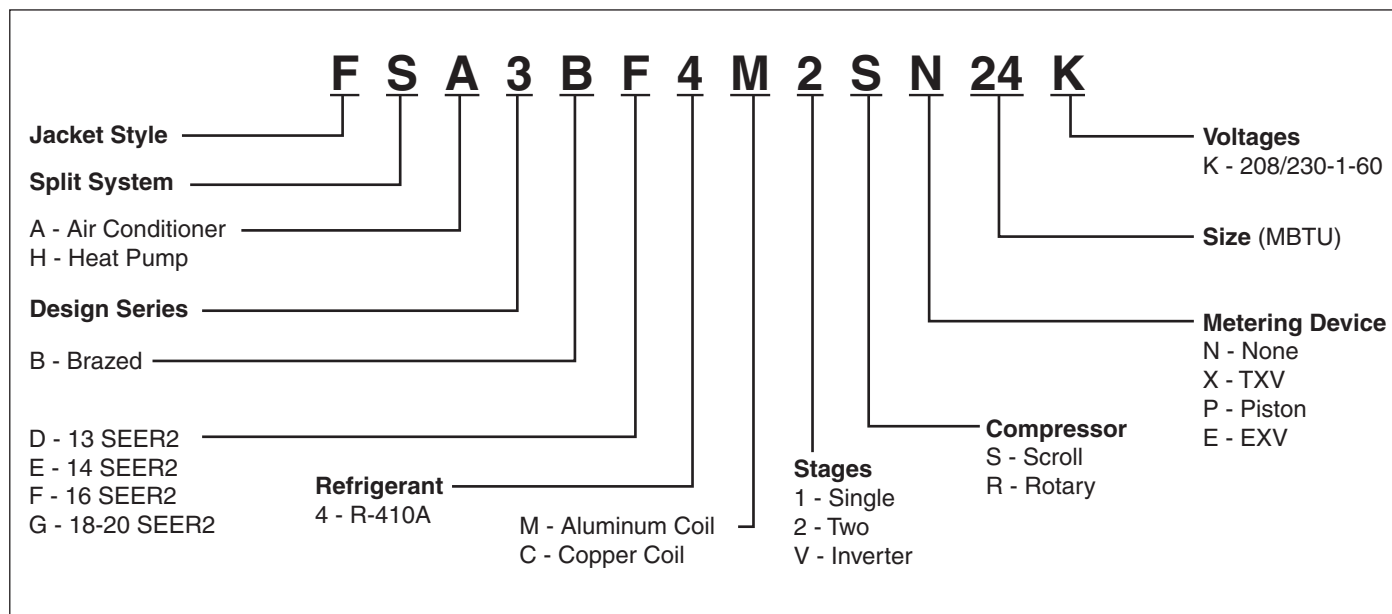 F S A 3 B F 4 M 2 S N 24 K
Jacket Style
Split System
A - Air Conditioner
H - Heat Pump
Design Series
B - Brazed
D - 13 SEER2
E - 14 SEER2
F - 16 SEER2
G - 18-20 SEER2
Refrigerant
4 - R-410A
M - Aluminum Coil
C - Copper Coil
Stages
1 - Single
2 - Two
V - Inverter
Compressor
S - Scroll
R - Rotary
Metering Device
N - None
X - TXV
P - Piston
E - EXV
Size (MBTU)
Voltages
K - 208/230-1-60